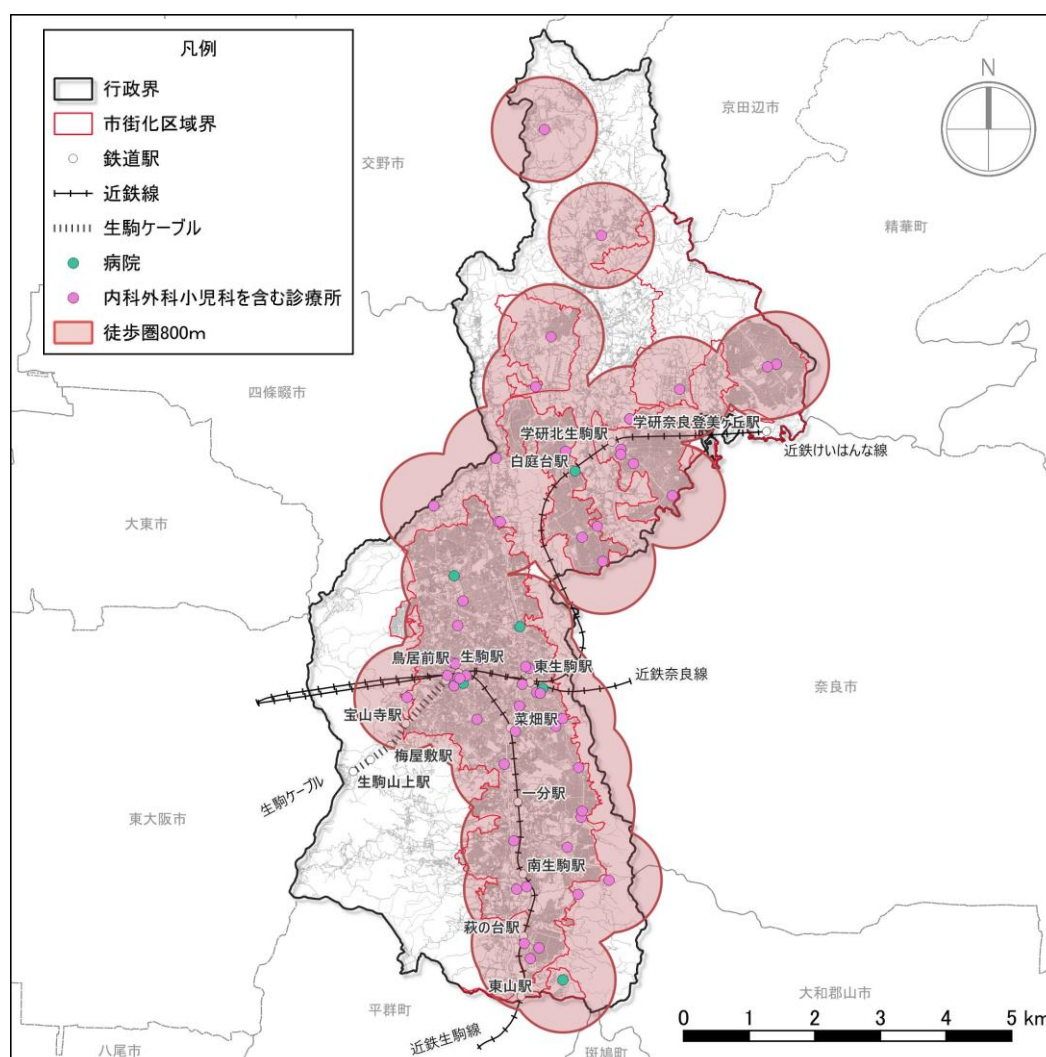 凡例
行政界
市街化区域界
鉄道駅
近鉄線
生駒ケーブル
病院
内科外科小児科を含む診療所
徒歩圏800m
N
京田辺市
交野市
精華町
四條畷市
学研奈良登美ヶ丘駅
学研北生駒駅
近鉄けいはんな線
白庭台駅
大東市
鳥居前駅
生駒駅
東生駒駅
近鉄奈良線
奈良市
宝山寺駅
菜畑駅
梅屋敷駅
生駒山上駅
生駒ケーブル
一分駅
東大阪市
南生駒駅
萩の台駅
東山駅
平群町
大和郡山市
近鉄生駒線
八尾市
斑鳩町
0 1 2 3 4 5 km